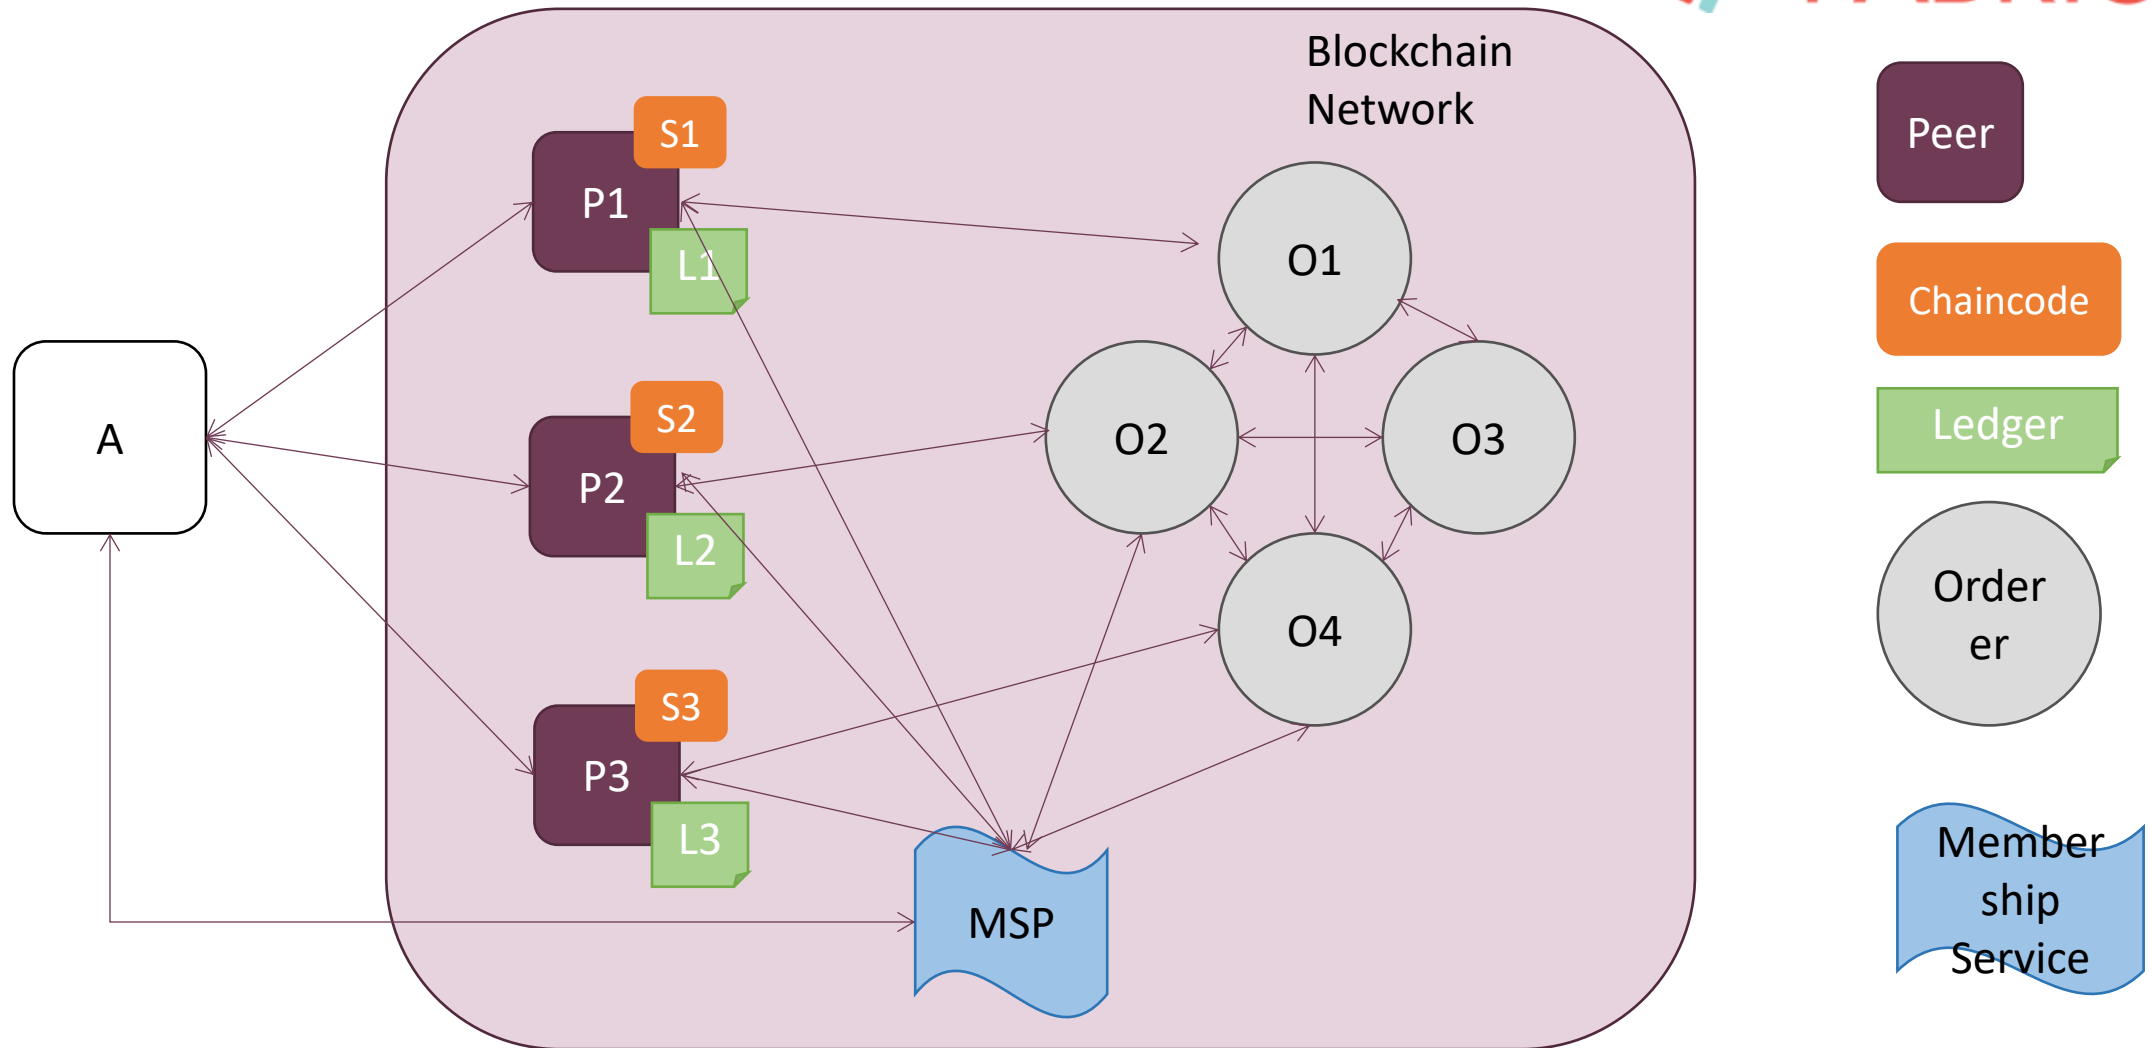 Blockchain
Network
S1
P1
L1
O1
A
S2
P2
L2
O2
O3
O4
S3
P3
L3
MSP
Peer
Chaincode
Ledger
Order
er
Member
ship
Service